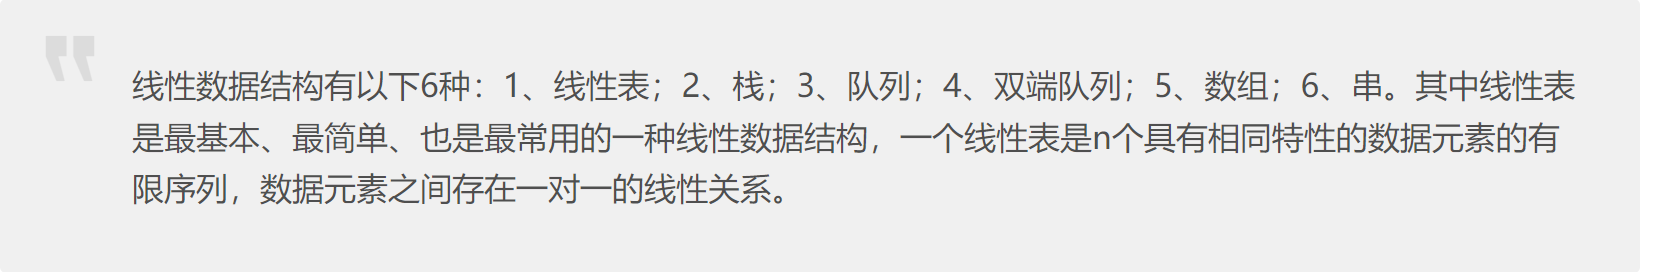 线性数据结构有以下6种：1、线性表；2、栈；3、队列；4、双端队列；5、数组；6、串。其中线性表
是最基本、最简单、也是最常用的一种线性数据结构，一个线性表是n个具有相同特性的数据元素的有
限序列，数据元素之间存在一对一的线性关系。